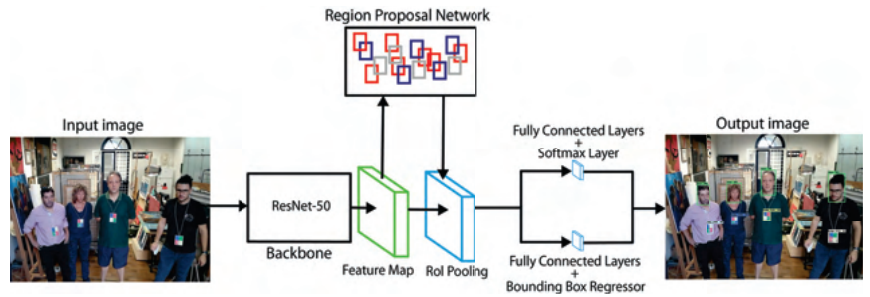 Region Proposal Network
Input image
ResNet-50
Backbone
Feature Map
RoI Pooling
Fully Connected Layers
+
Softmax Layer
Fully Connected Layers
+
Bounding Box Regressor
Output image